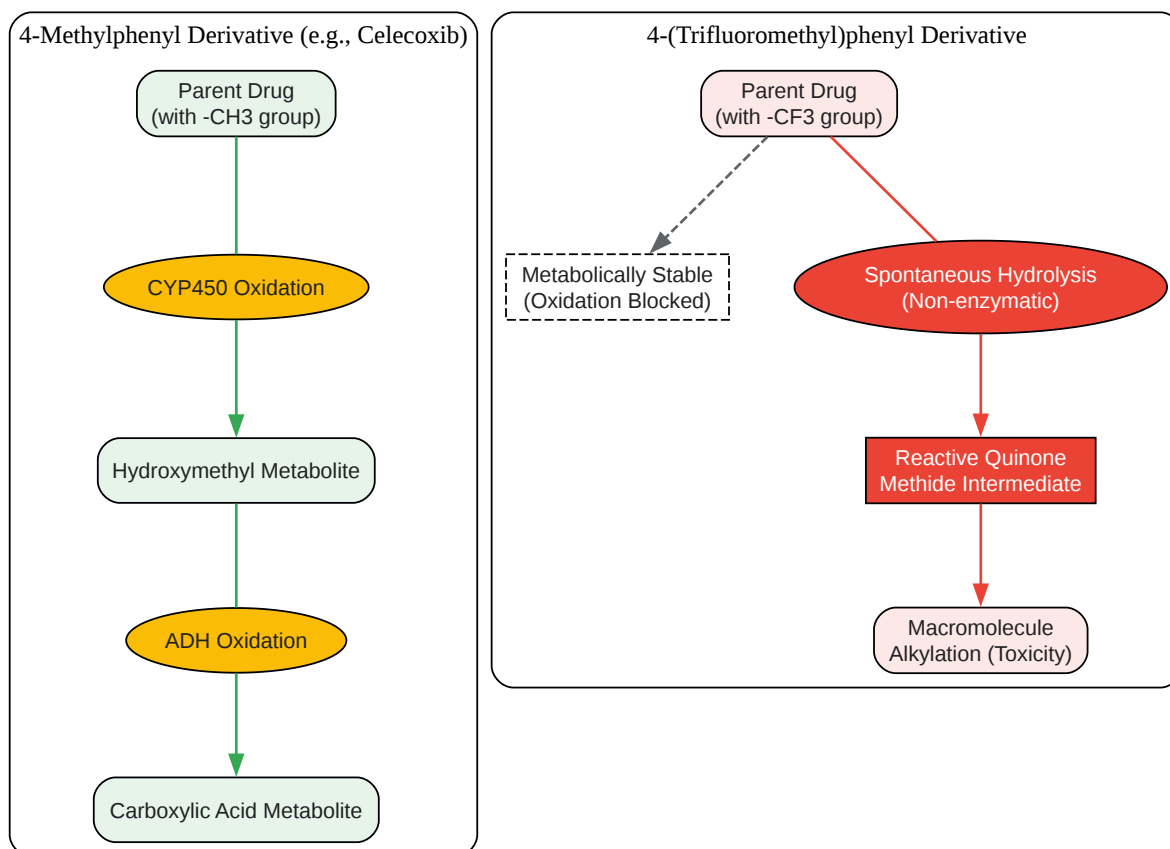 4-Methylphenyl Derivative (e.g., Celecoxib)
Parent Drug
(with -CH3 group)
CYP450 Oxidation
Hydroxymethyl Metabolite
ADH Oxidation
Carboxylic Acid Metabolite
4-(Trifluoromethyl)phenyl Derivative
Parent Drug
(with -CF3 group)
Metabolically Stable
(Oxidation Blocked)
Spontaneous Hydrolysis
(Non-enzymatic)
Reactive Quinone
Methide Intermediate
Macromolecule
Alkylation (Toxicity)